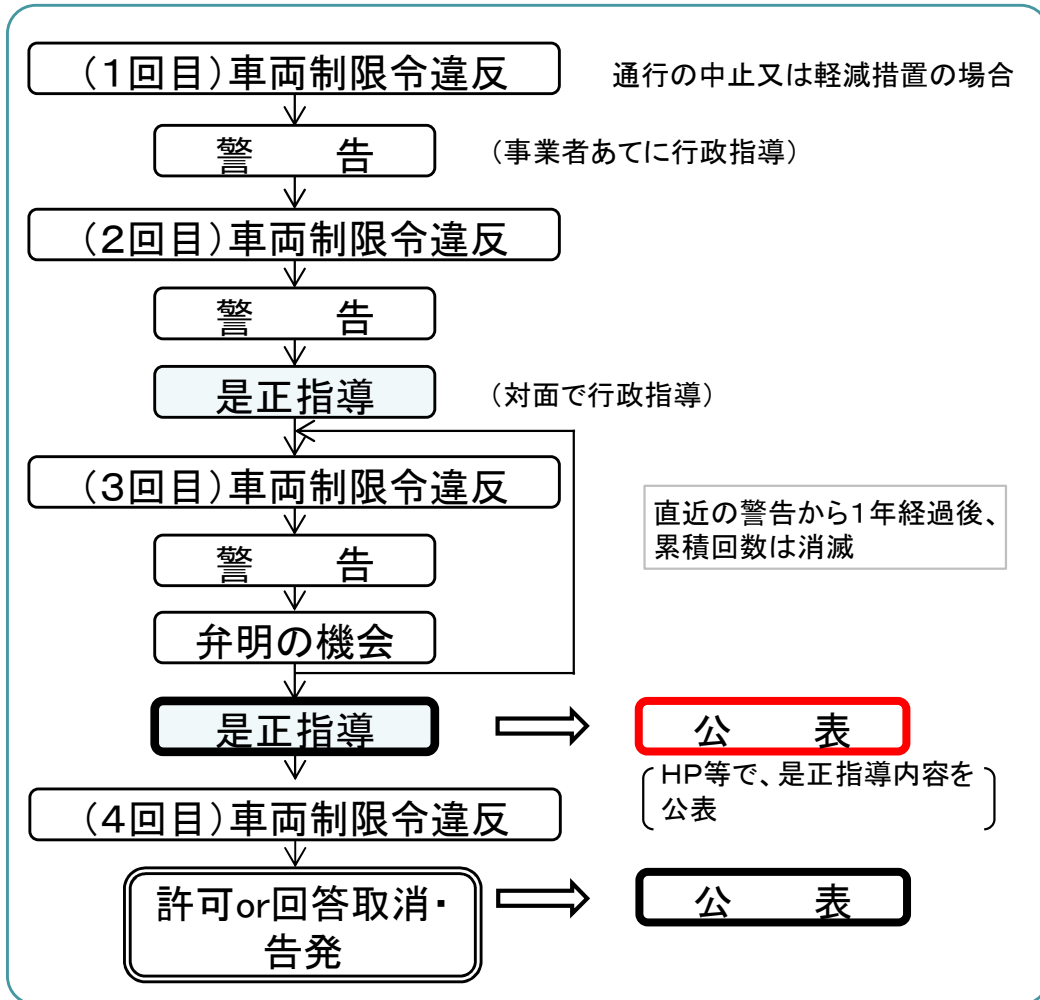 (1回目)車両制限令違反
通行の中止又は軽減措置の場合
警　　告
(事業者あてに行政指導)
(2回目)車両制限令違反
警　　告
是正指導
(対面で行政指導)
(3回目)車両制限令違反
直近の警告から1年経過後、
累積回数は消滅
警　　告
弁明の機会
是正指導
公　　表
HP等で、是正指導内容を
公表
(4回目)車両制限令違反
許可or回答取消・
告発
公　　表